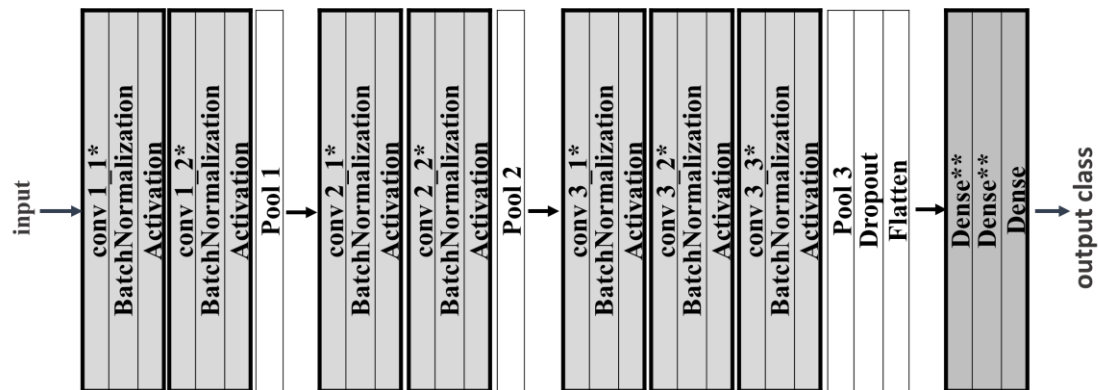 input
conv 1_1*
BatchNormalization
Activation
conv 1_2*
BatchNormalization
Activation
Pool 1
conv 2_1*
BatchNormalization
Activation
conv 2_2*
BatchNormalization
Activation
Pool 2
conv 3_1*
BatchNormalization
Activation
conv 3_2*
BatchNormalization
Activation
conv 3_3*
BatchNormalization
Activation
Pool 3
Dropout
Flatten
Dense**
Dense**
Dense
output class